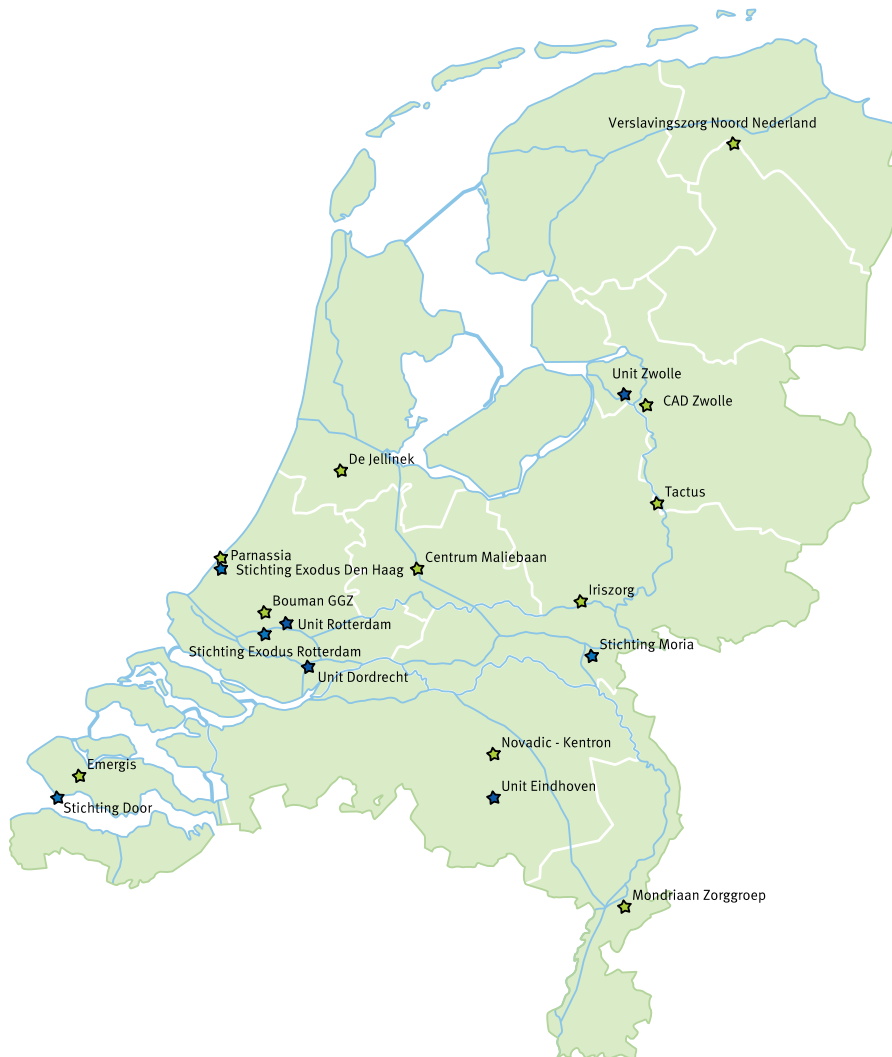 Verslavingszorg Noord Nederland
Unit Zwolle
CAD Zwolle
De Jellinek
Tactus
Parnassia
Centrum Maliebaan
Stichting Exodus Den Haag
Iriszorg
Bouman GGZ
Unit Rotterdam
Stichting Moria
Stichting Exodus Rotterdam
Unit Dordrecht
Novadic - Kentron
Emergis
Unit Eindhoven
Stichting Door
Mondriaan Zorggroep